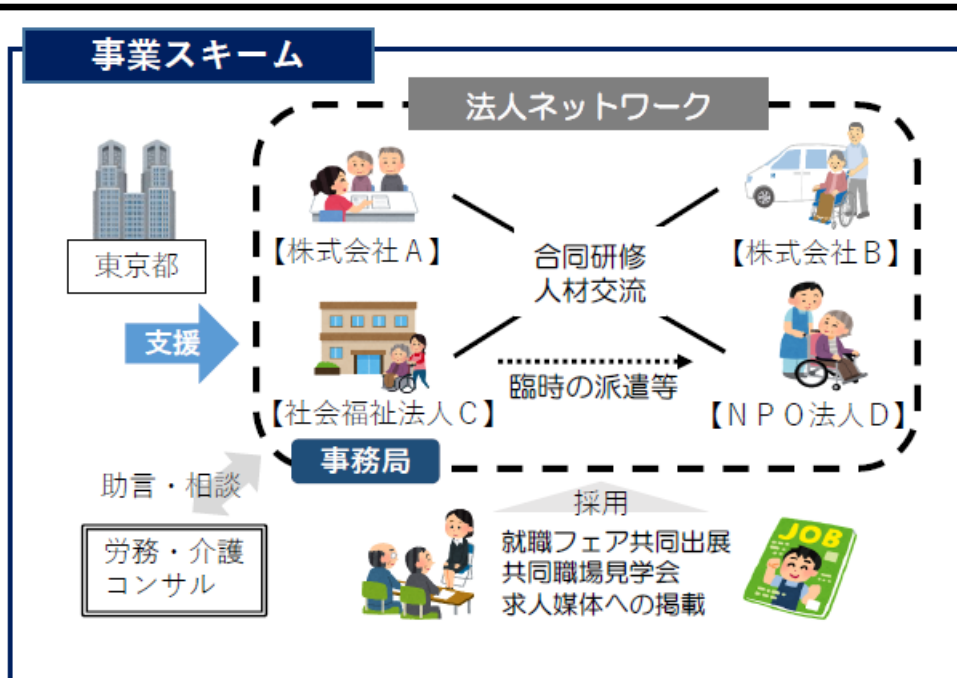 事業スキーム
法人ネットワーク
東京都
支援
【株式会社A】
【株式会社B】
合同研修
人材交流
臨時の派遣等
【社会福祉法人C】
【NPO法人D】
事務局
助言・相談
労務・介護
コンサル
採用
就職フェア共同出展
共同職場見学会
求人媒体への掲載
JOB